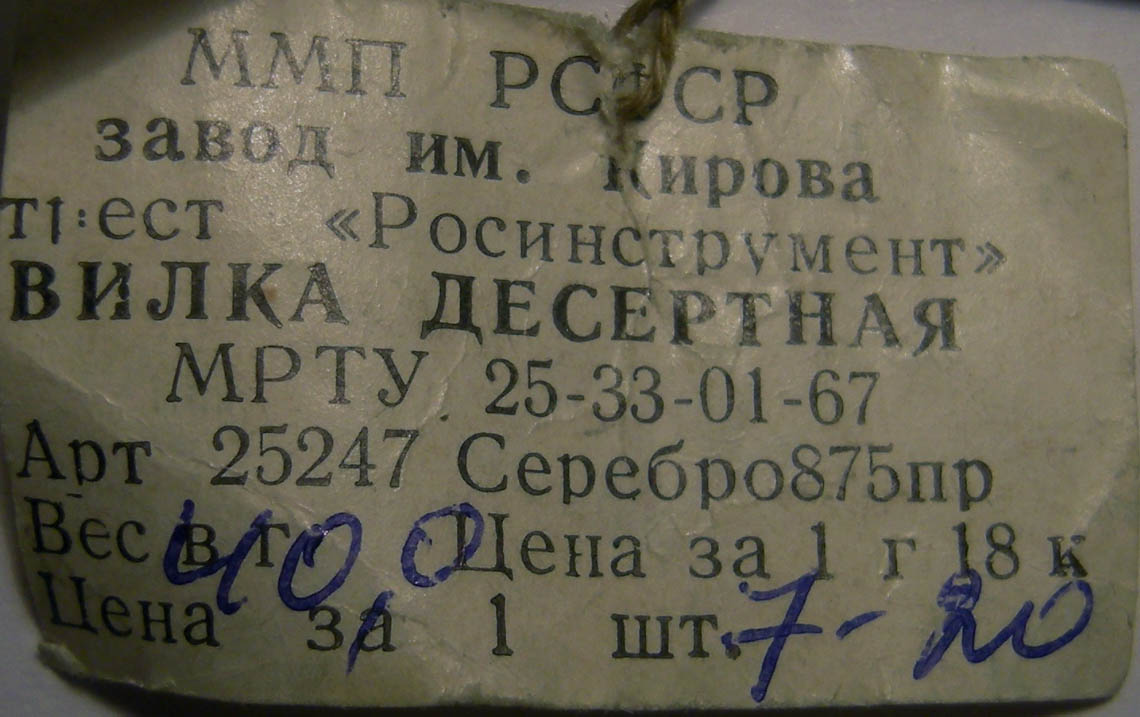 ММП РСФСР
завод им. Кирова
трест «Росинструмент»
ВИЛКА ДЕСЕРТНАЯ
МРТУ 25-33-01-67
Арт 25247 Серебро875пр
Вес в г. 40,0 Цена за 1 г 18 к
Цена за 1 шт. 7-20